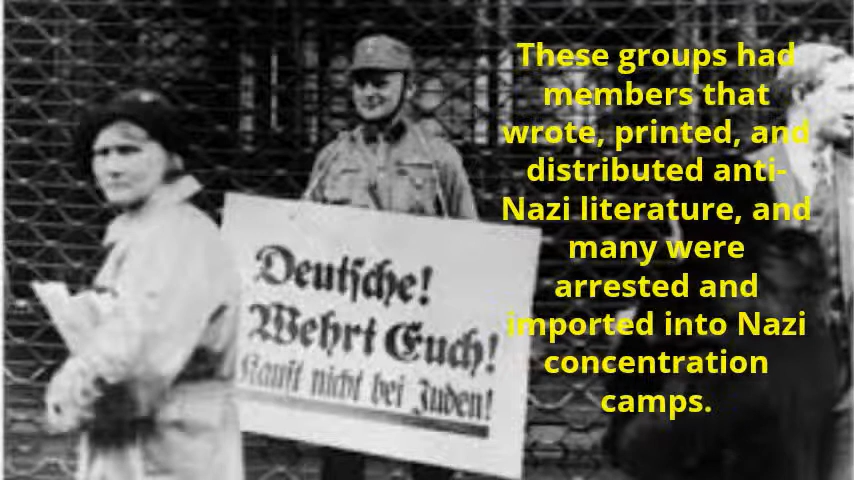 Deutsche!
Wehrt Euch!
Kauft nicht bei Juden!
These groups had
members that
wrote, printed, and
distributed anti-
Nazi literature, and
many were
arrested and
imported into Nazi
concentration
camps.